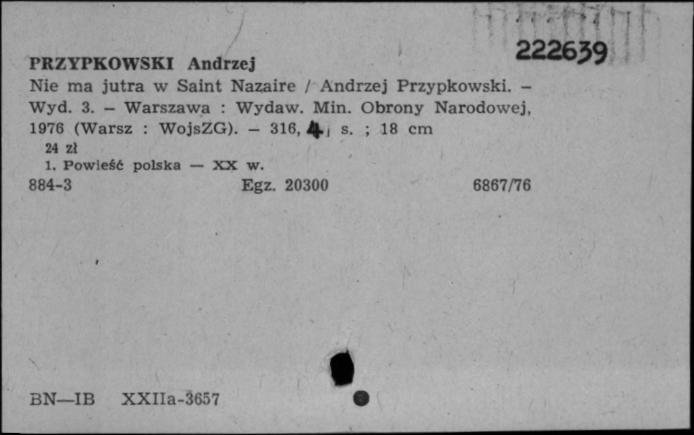 222639
PRZYPKOWSKI Andrzej
Nie ma jutra w Saint Nazaire / Andrzej Przypkowski. —
Wyd. 3. — Warszawa : Wydaw. Min. Obrony Narodowej,
1976 (Warsz : WojsZG). — 316, 4, s. ; 18 cm
24 zł
1. Powieść polska — XX w.
884-3 Egz. 20300 6867/76
BN—IB XXIIa-3657